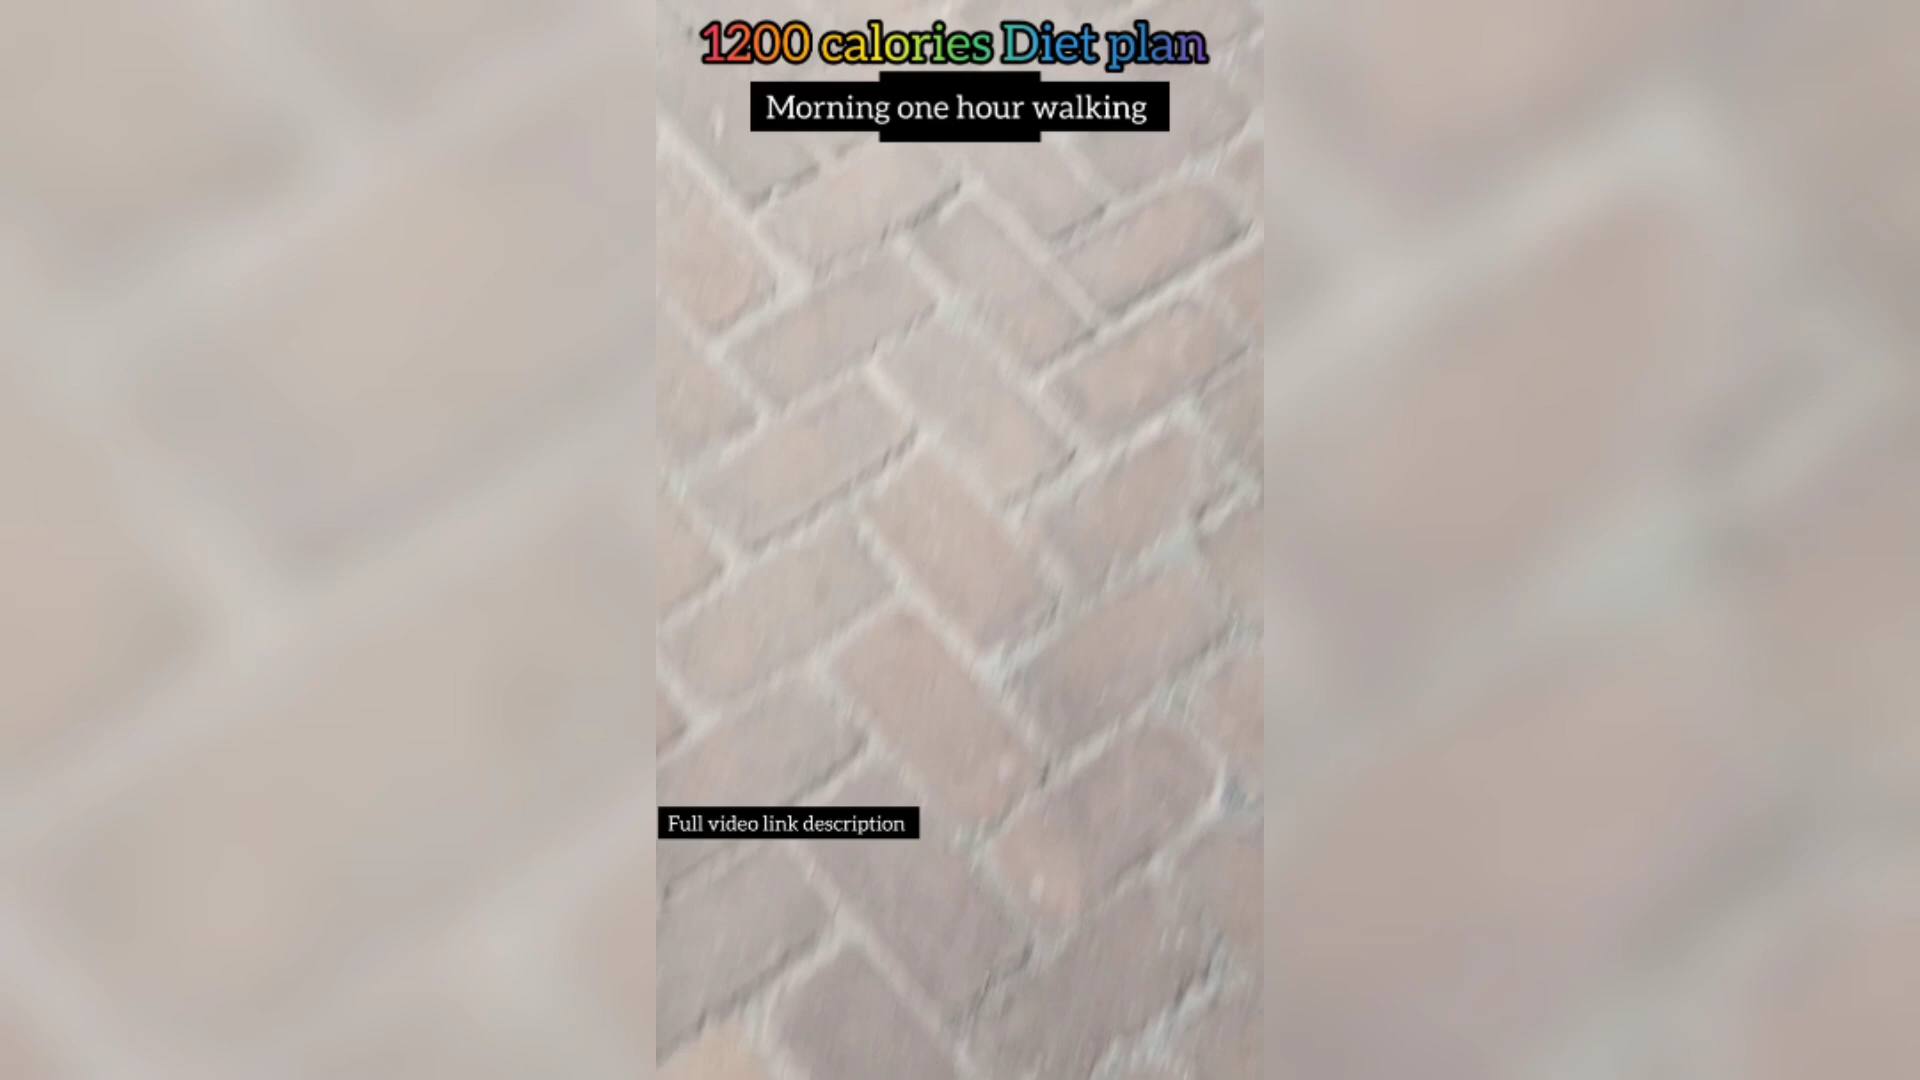 1200 calories Diet plan
Morning one hour walking
Full video link description